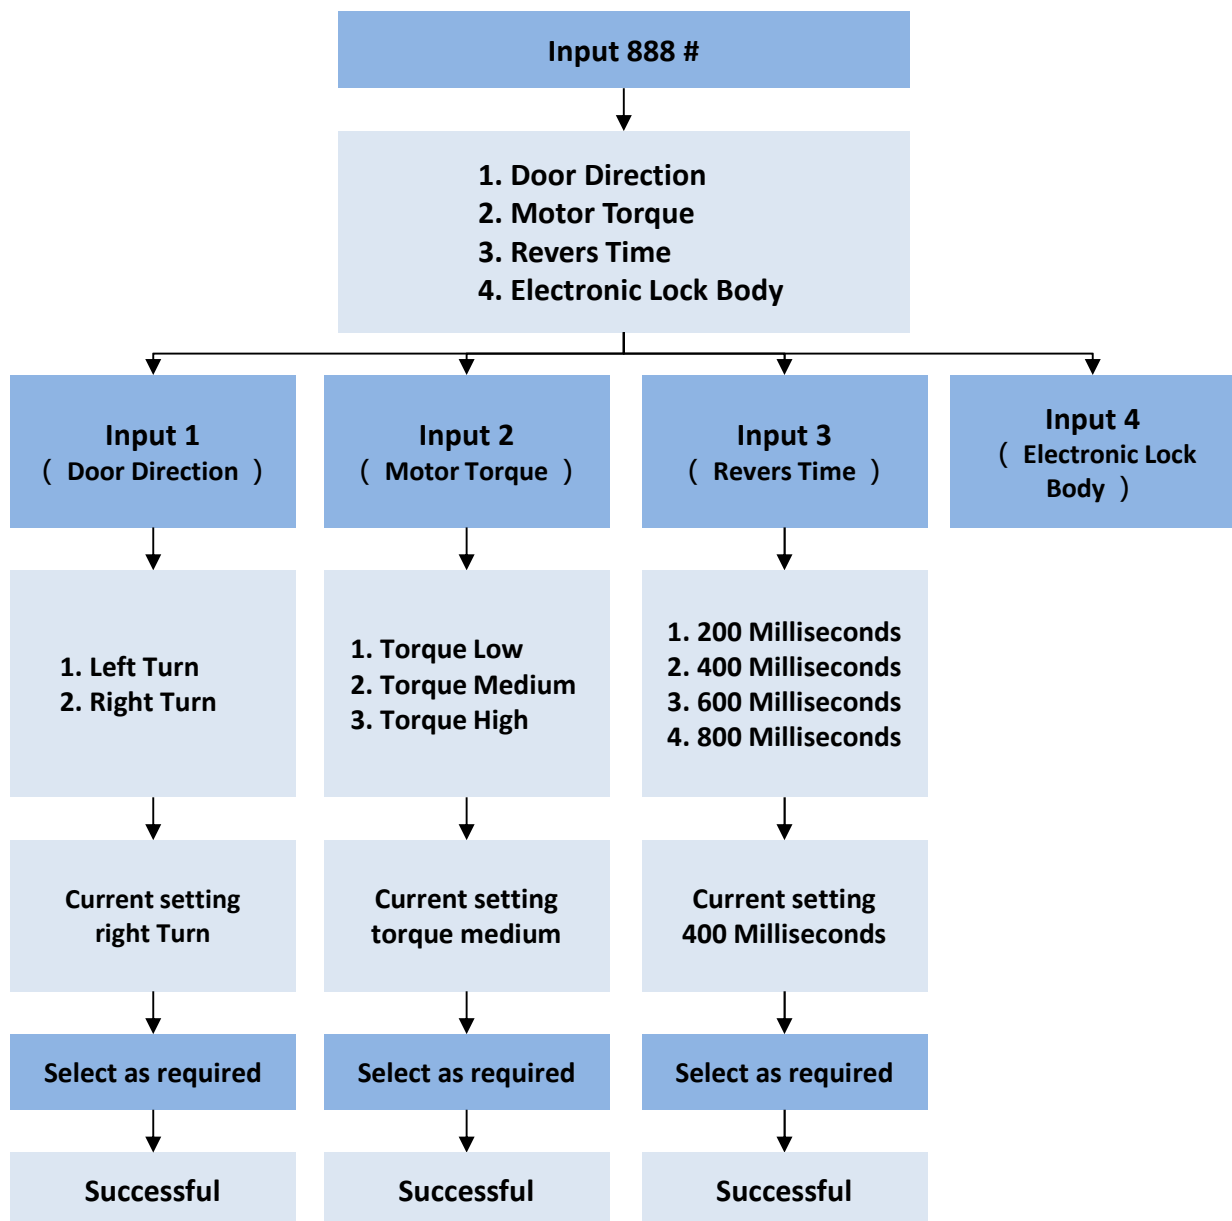 Input 888 #
1. Door Direction
2. Motor Torque
3. Revers Time
4. Electronic Lock Body
Input 1
( Door Direction )
Input 2
( Motor Torque )
Input 3
( Revers Time )
Input 4
( Electronic Lock
Body )
1. Left Turn
2. Right Turn
1. Torque Low
2. Torque Medium
3. Torque High
1. 200 Milliseconds
2. 400 Milliseconds
3. 600 Milliseconds
4. 800 Milliseconds
Current setting
right Turn
Current setting
torque medium
Current setting
400 Milliseconds
Select as required
Select as required
Select as required
Successful
Successful
Successful